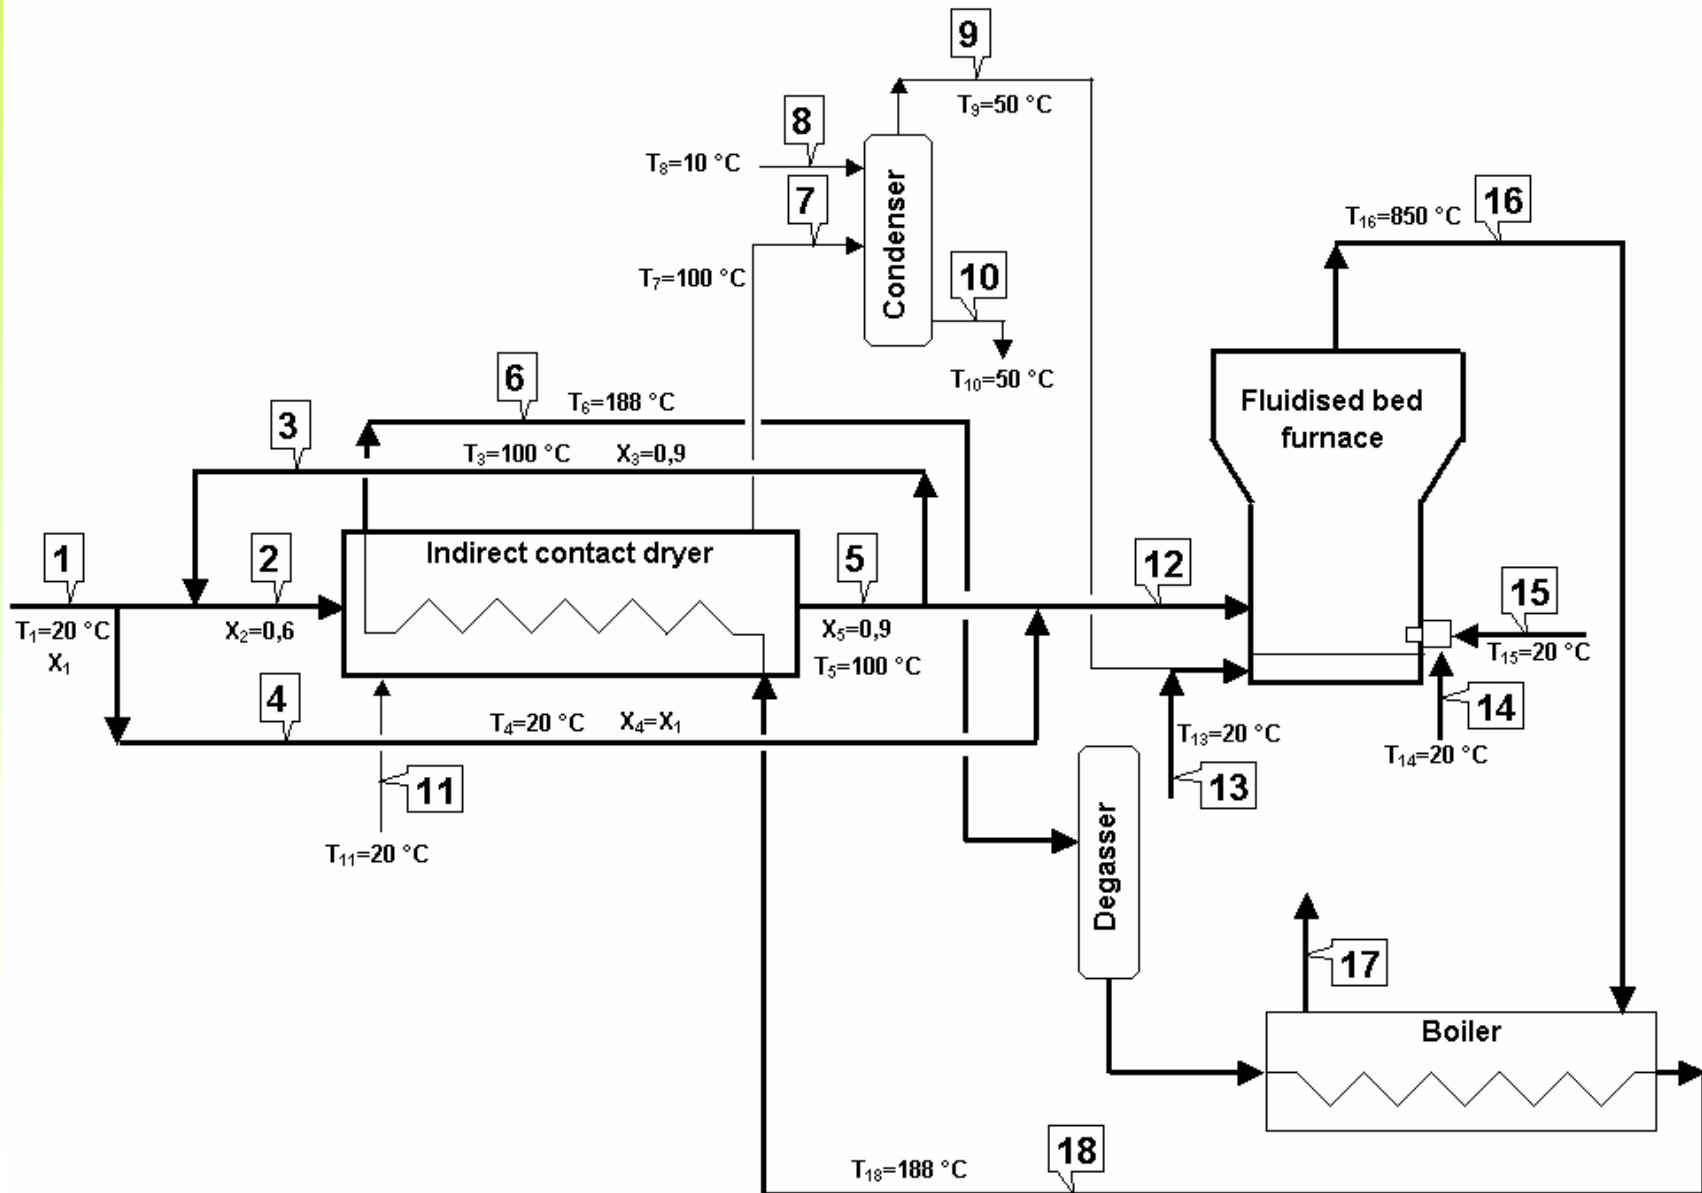 9
T₉=50 °C
8
T₈=10 °C
7
T₇=100 °C
Condenser
10
T₁₀=50 °C
16
T₁₆=850 °C
6
T₆=188 °C
3
T₃=100 °C X₃=0,9
Fluidised bed
furnace
1
T₁=20 °C
X₁
2
X₂=0,6
Indirect contact dryer
5
X₅=0,9
T₅=100 °C
12
15
T₁₅=20 °C
4
T₄=20 °C X₄=X₁
14
T₁₄=20 °C
T₁₃=20 °C
13
11
T₁₁=20 °C
Degasser
17
Boiler
18
T₁₈=188 °C